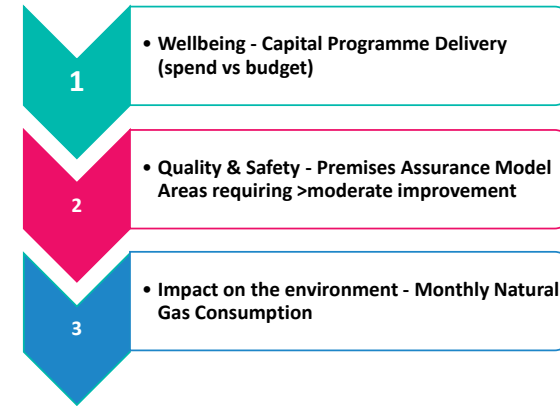 1
• Wellbeing - Capital Programme Delivery
(spend vs budget)
2
• Quality & Safety - Premises Assurance Model
Areas requiring >moderate improvement
3
• Impact on the environment - Monthly Natural
Gas Consumption